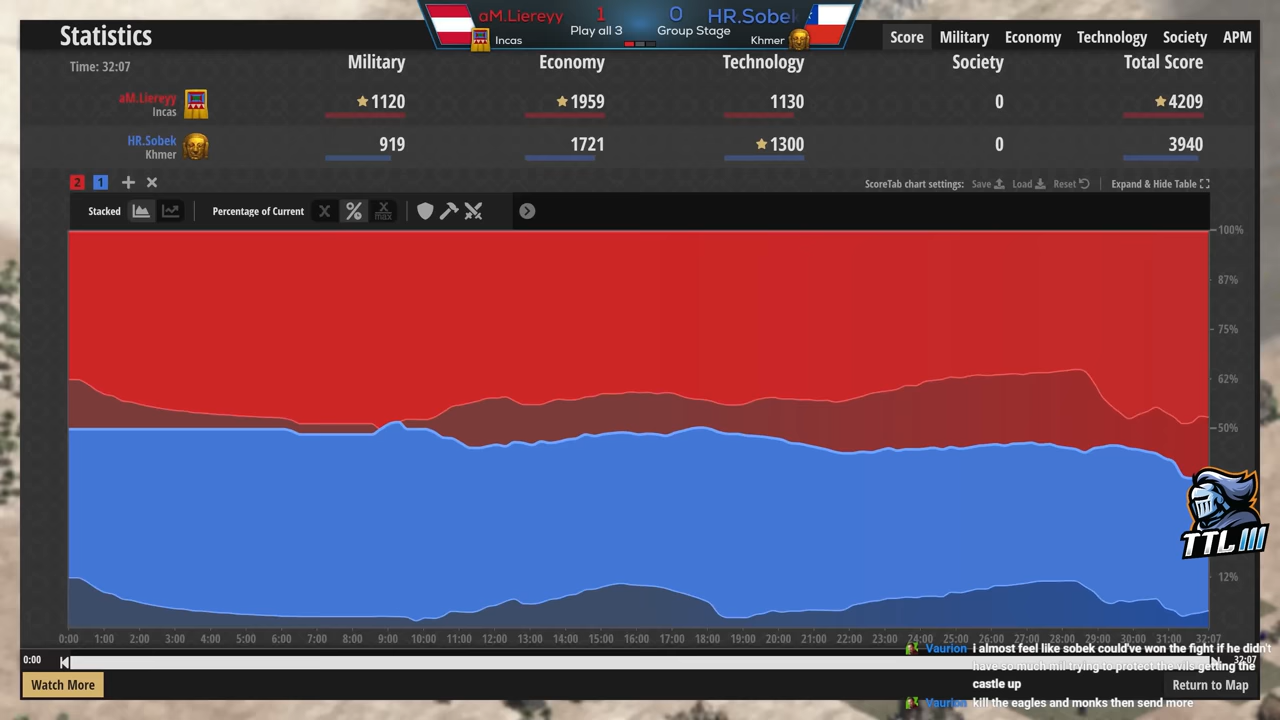 aM.Liereyy 1 0 HR.Sobek
Play all 3 Group Stage
Incas Khmer
Statistics
Score Military Economy Technology Society APM
Time: 32:07 Military Economy Technology Society Total Score
aM.Liereyy 1120 1959 1130 0 4209
Incas
HR.Sobek 919 1721 1300 0 3940
Khmer
2 1 ScoreTab chart settings: Save Load Reset Expand & Hide Table
Stacked Percentage of Current X % X max
100%
87%
75%
62%
50%
TTL III
12%
0:00 1:00 2:00 3:00 4:00 5:00 6:00 7:00 8:00 9:00 10:00 11:00 12:00 13:00 14:00 15:00 16:00 17:00 18:00 19:00 20:00 21:00 22:00 23:00 24:00 25:00 26:00 27:00 28:00 29:00 30:00 31:00 32:07
Vaurion i almost feel like sobek could've won the fight if he didn't
0:00 have so much mil trying to protect the vils getting the 32:07
castle up
Watch More Return to Map
Vaurion kill the eagles and monks then send more